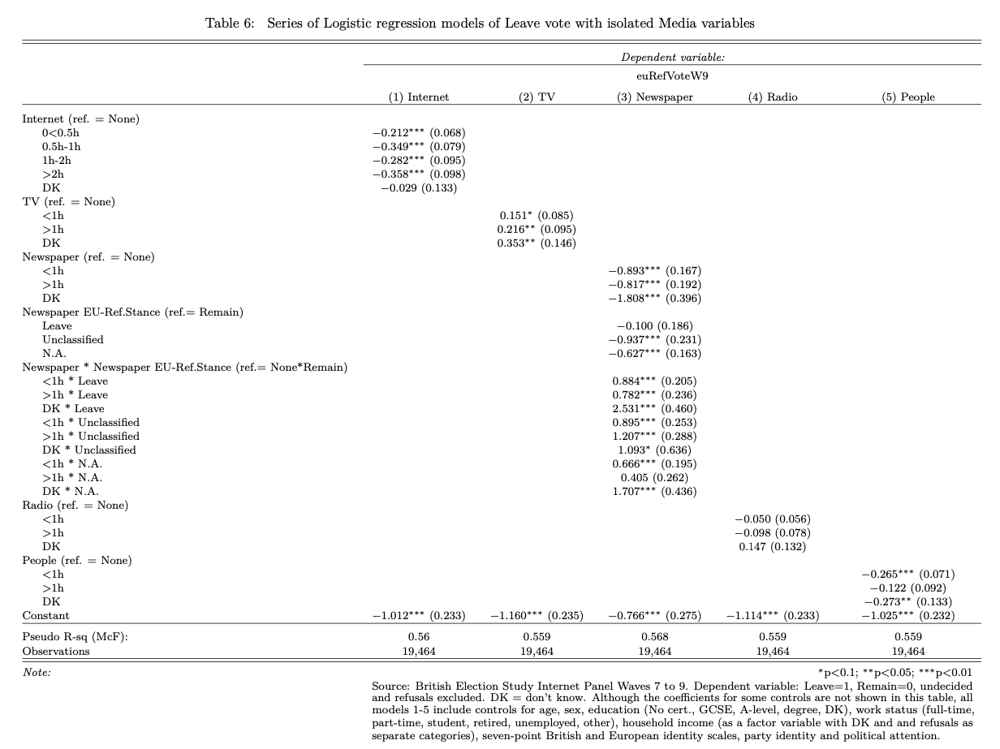 Table 6: Series of Logistic regression models of Leave vote with isolated Media variables
Dependent variable:
euRefVoteW9
(1) Internet (2) TV (3) Newspaper (4) Radio (5) People
Internet (ref. = None)
0<0.5h −0.212*** (0.068)
0.5h-1h −0.349*** (0.079)
1h-2h −0.282*** (0.095)
>2h −0.358*** (0.098)
DK −0.029 (0.133)
TV (ref. = None)
<1h 0.151* (0.085)
>1h 0.216** (0.095)
DK 0.353** (0.146)
Newspaper (ref. = None)
<1h −0.893*** (0.167)
>1h −0.817*** (0.192)
DK −1.808*** (0.396)
Newspaper EU-Ref.Stance (ref.= Remain)
Leave −0.100 (0.186)
Unclassified −0.937*** (0.231)
N.A. −0.627*** (0.163)
Newspaper * Newspaper EU-Ref.Stance (ref.= None*Remain)
<1h * Leave 0.884*** (0.205)
>1h * Leave 0.782*** (0.236)
DK * Leave 2.531*** (0.460)
<1h * Unclassified 0.895*** (0.253)
>1h * Unclassified 1.207*** (0.288)
DK * Unclassified 1.093* (0.636)
<1h * N.A. 0.666*** (0.195)
>1h * N.A. 0.405 (0.262)
DK * N.A. 1.707*** (0.436)
Radio (ref. = None)
<1h −0.050 (0.056)
>1h −0.098 (0.078)
DK 0.147 (0.132)
People (ref. = None)
<1h −0.265*** (0.071)
>1h −0.122 (0.092)
DK −0.273** (0.133)
Constant −1.012*** (0.233) −1.160*** (0.235) −0.766*** (0.275) −1.114*** (0.233) −1.025*** (0.232)
Pseudo R-sq (McF): 0.56 0.559 0.568 0.559 0.559
Observations 19,464 19,464 19,464 19,464 19,464
Note: *p<0.1; **p<0.05; ***p<0.01
Source: British Election Study Internet Panel Waves 7 to 9. Dependent variable: Leave=1, Remain=0, undecided
and refusals excluded. DK = don't know. Although the coefficients for some controls are not shown in this table, all
models 1-5 include controls for age, sex, education (No cert., GCSE, A-level, degree, DK), work status (full-time,
part-time, student, retired, unemployed, other), household income (as a factor variable with DK and and refusals as
separate categories), seven-point British and European identity scales, party identity and political attention.